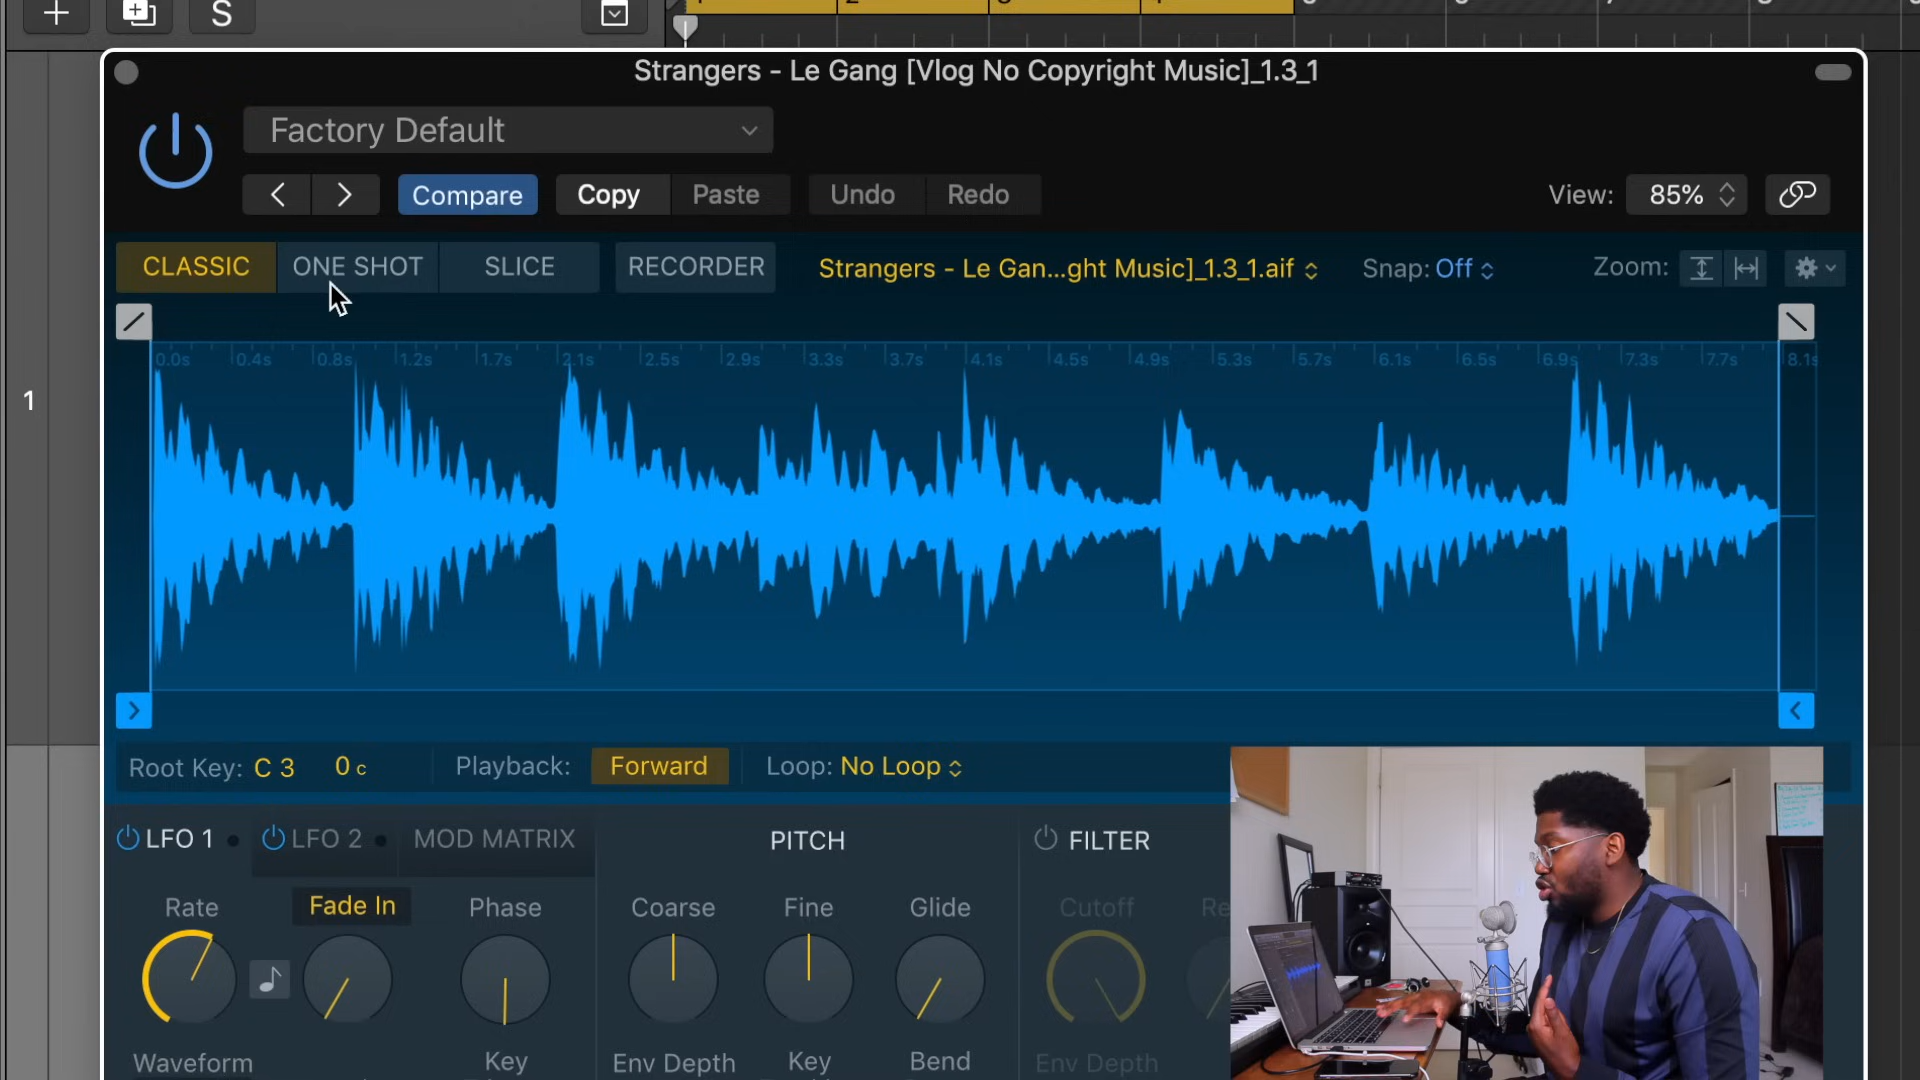 S
Strangers - Le Gang [Vlog No Copyright Music]_1.3_1
Factory Default
Compare Copy Paste Undo Redo View: 85%
CLASSIC ONE SHOT SLICE RECORDER Strangers - Le Gan...ght Music]_1.3_1.aif Snap: Off Zoom:
0.0s 0.4s 0.8s 1.2s 1.7s 2.1s 2.5s 2.9s 3.3s 3.7s 4.1s 4.5s 4.9s 5.3s 5.7s 6.1s 6.5s 6.9s 7.3s 7.7s 8.1s
1
Root Key: C 3 0 c Playback: Forward Loop: No Loop
LFO 1 LFO 2 MOD MATRIX PITCH FILTER
Rate Fade In Phase Coarse Fine Glide Cutoff Re
Waveform Key Env Depth Key Bend Env Depth